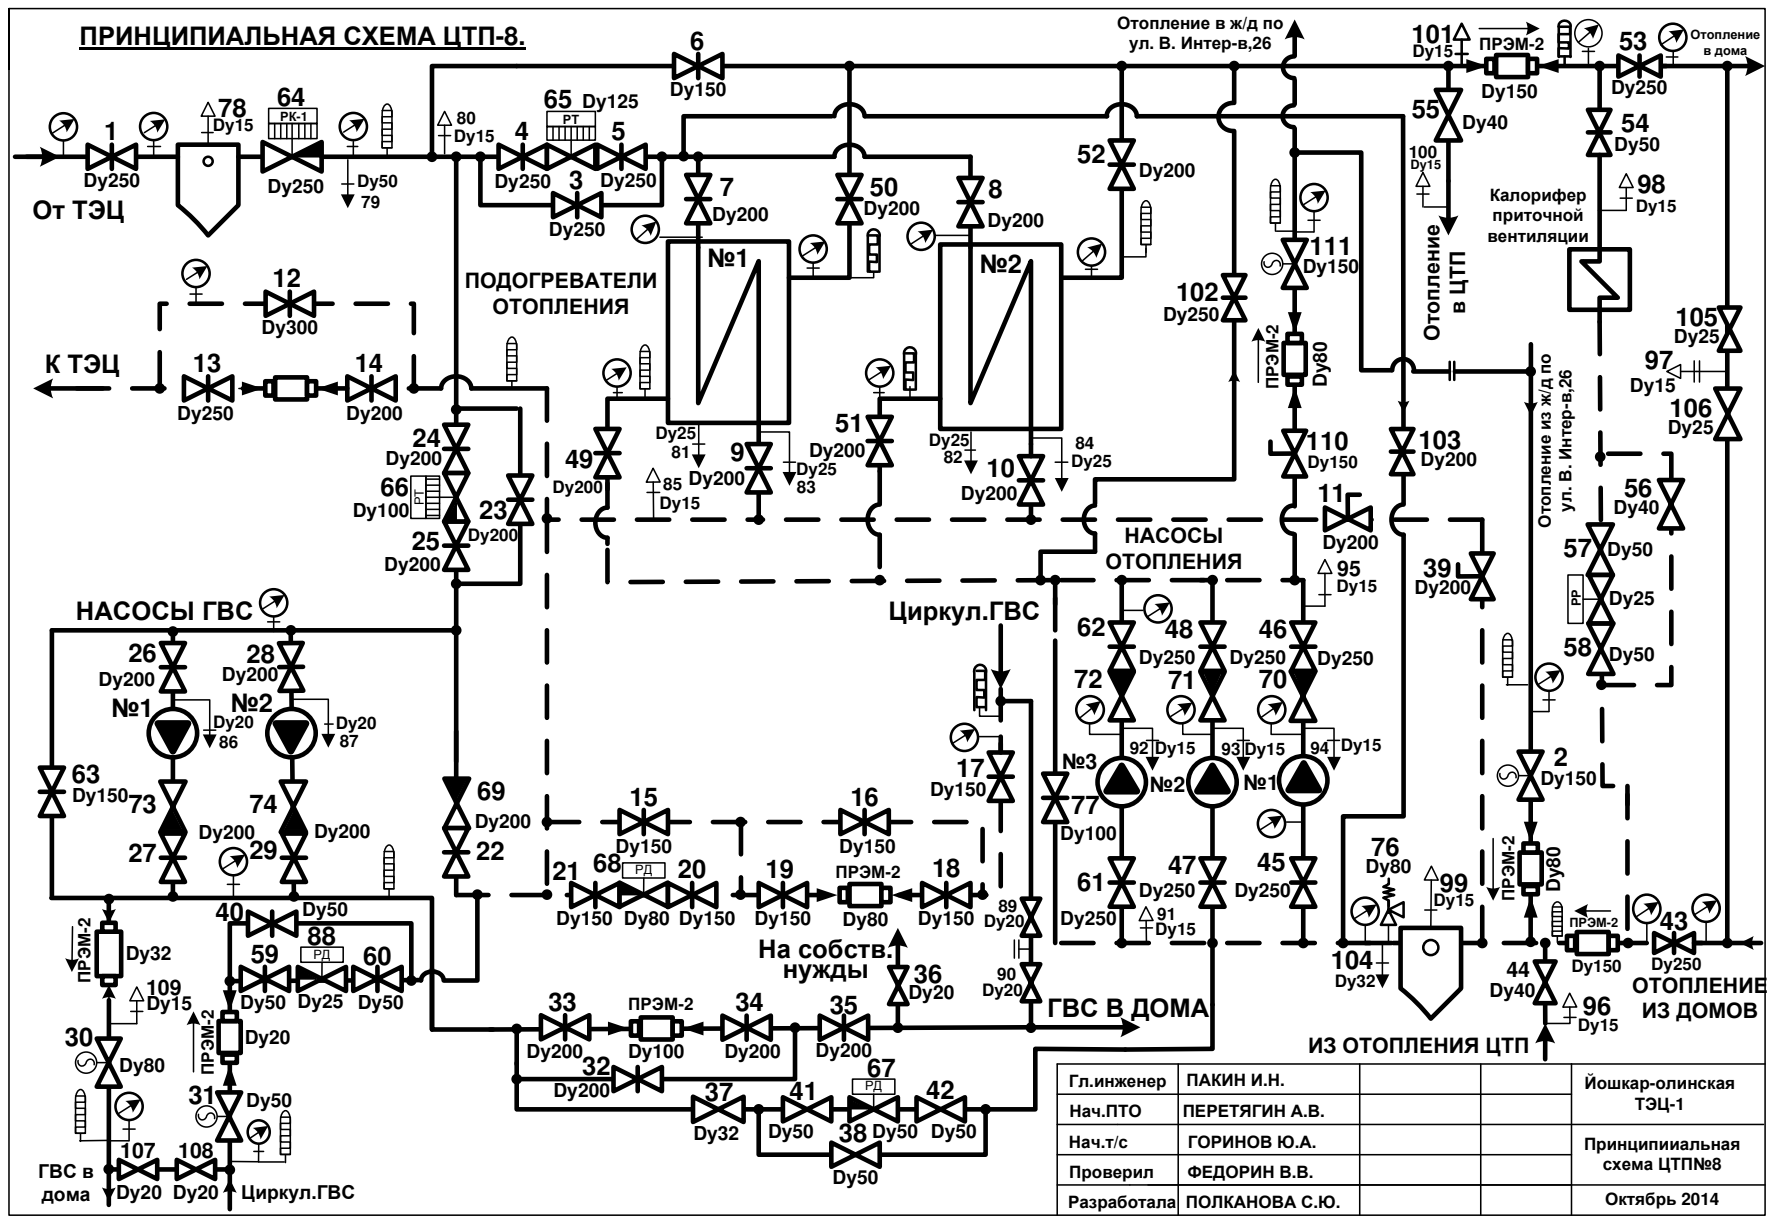 ПРИНЦИПИАЛЬНАЯ СХЕМА ЦТП-8.
Отопление в ж/д по
ул. В. Интер-в,26
От ТЭЦ
1
Dy250
78
Dy15
64
РК-1
Dy250
Dy50
79
80
Dy15
6
Dy150
4
Dy250
65
Dy125
РТ
5
Dy250
3
Dy250
7
Dy200
50
Dy200
8
Dy200
52
Dy200
101
Dy15
ПРЭМ-2
Dy150
53
Dy250
Отопление
в дома
55
Dy40
100
Dy15
54
Dy50
98
Dy15
Калорифер
приточной
вентиляции
Отопление
в ЦТП
111
Dy150
102
Dy250
ПРЭМ-2
Dy80
ПОДОГРЕВАТЕЛИ
ОТОПЛЕНИЯ
№1
№2
12
Dy300
К ТЭЦ
13
Dy250
14
Dy200
105
Dy25
97
Dy15
106
Dy25
Отопление из ж/д по
ул. В. Интер-в,26
24
Dy200
66
РТ
Dy100
25
Dy200
23
Dy200
49
Dy200
Dy25
81
9
Dy200
Dy25
83
85
Dy15
51
Dy200
Dy25
82
10
Dy200
84
Dy25
110
Dy150
103
Dy200
11
Dy200
56
Dy40
57
Dy50
РР
Dy25
58
Dy50
39
Dy200
НАСОСЫ
ОТОПЛЕНИЯ
95
Dy15
НАСОСЫ ГВС
Циркул.ГВС
26
Dy200
28
Dy200
№1
№2
Dy20
86
Dy20
87
62
Dy250
48
Dy250
46
Dy250
72
71
70
92
Dy15
93
Dy15
94
Dy15
№3
№2
№1
63
Dy150
73
74
Dy200
Dy200
27
29
69
Dy200
22
17
Dy150
77
Dy100
2
Dy150
15
Dy150
16
Dy150
21
Dy150
68
РД
Dy80
20
Dy150
19
Dy150
ПРЭМ-2
Dy80
18
Dy150
61
Dy250
47
Dy250
45
Dy250
91
Dy15
76
Dy80
99
Dy15
104
Dy32
ПРЭМ-2
Dy80
ПРЭМ-2
Dy150
43
Dy250
44
Dy40
96
Dy15
ОТОПЛЕНИЕ
ИЗ ДОМОВ
ИЗ ОТОПЛЕНИЯ ЦТП
89
Dy20
90
Dy20
На собств.
нужды
36
Dy20
ГВС В ДОМА
40
Dy50
ПРЭМ-2
Dy32
59
Dy50
88
РД
Dy25
60
Dy50
109
Dy15
ПРЭМ-2
Dy20
30
Dy80
31
Dy50
33
Dy200
ПРЭМ-2
Dy100
34
Dy200
35
Dy200
32
Dy200
37
Dy32
41
Dy50
67
РД
Dy50
42
Dy50
38
Dy50
107
Dy20
108
Dy20
ГВС в
дома
Циркул.ГВС
Гл.инженер ПАКИН И.Н.
Нач.ПТО ПЕРЕТЯГИН А.В.
Нач.т/с ГОРИНОВ Ю.А.
Проверил ФЕДОРИН В.В.
Разработала ПОЛКАНОВА С.Ю.
Йошкар-олинская
ТЭЦ-1
Принципииальная
схема ЦТП№8
Октябрь 2014